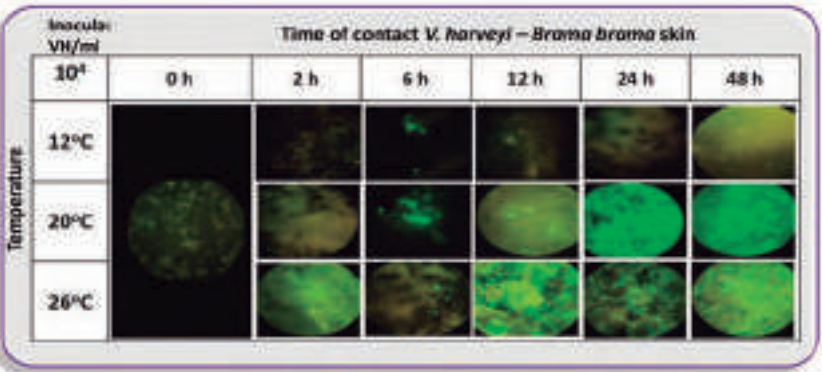 Inocula:
VH/ml
Time of contact V. harveyi – Brama brama skin
10⁴
0 h
2 h
6 h
12 h
24 h
48 h
Temperature
12ºC
20ºC
26ºC